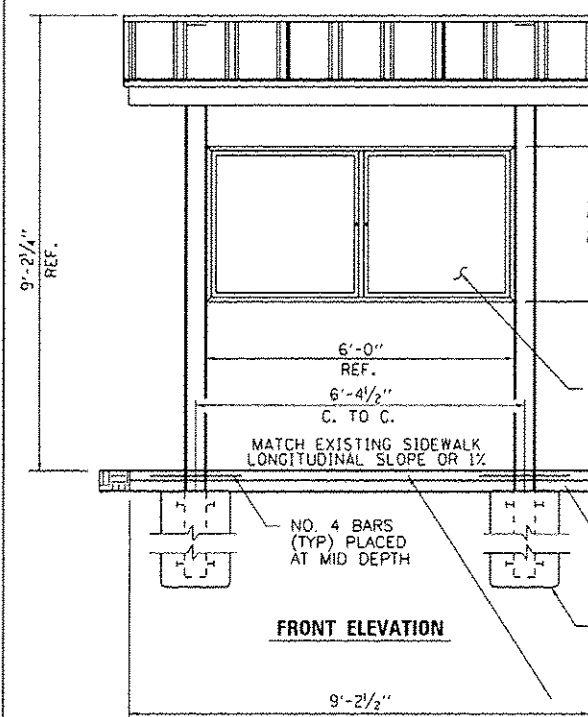 9'-2¼"
REF.
6'-0"
REF.
6'-4½"
C. TO C.
MATCH EXISTING SIDEWALK
LONGITUDINAL SLOPE OR 1%
NO. 4 BARS
(TYP) PLACED
AT MID DEPTH
FRONT ELEVATION
9'-2½"